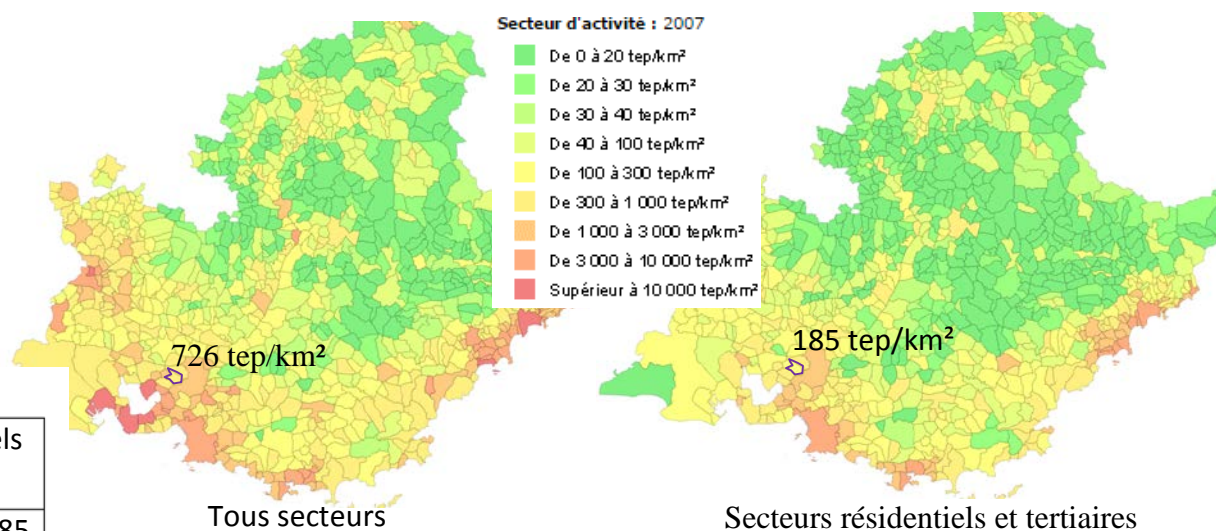 Secteur d'activité : 2007
De 0 à 20 tep/km²
De 20 à 30 tep/km²
De 30 à 40 tep/km²
De 40 à 100 tep/km²
De 100 à 300 tep/km²
De 300 à 1 000 tep/km²
De 1 000 à 3 000 tep/km²
De 3 000 à 10 000 tep/km²
Supérieur à 10 000 tep/km²
726 tep/km²
185 tep/km²
els
85
Tous secteurs
Secteurs résidentiels et tertiaires